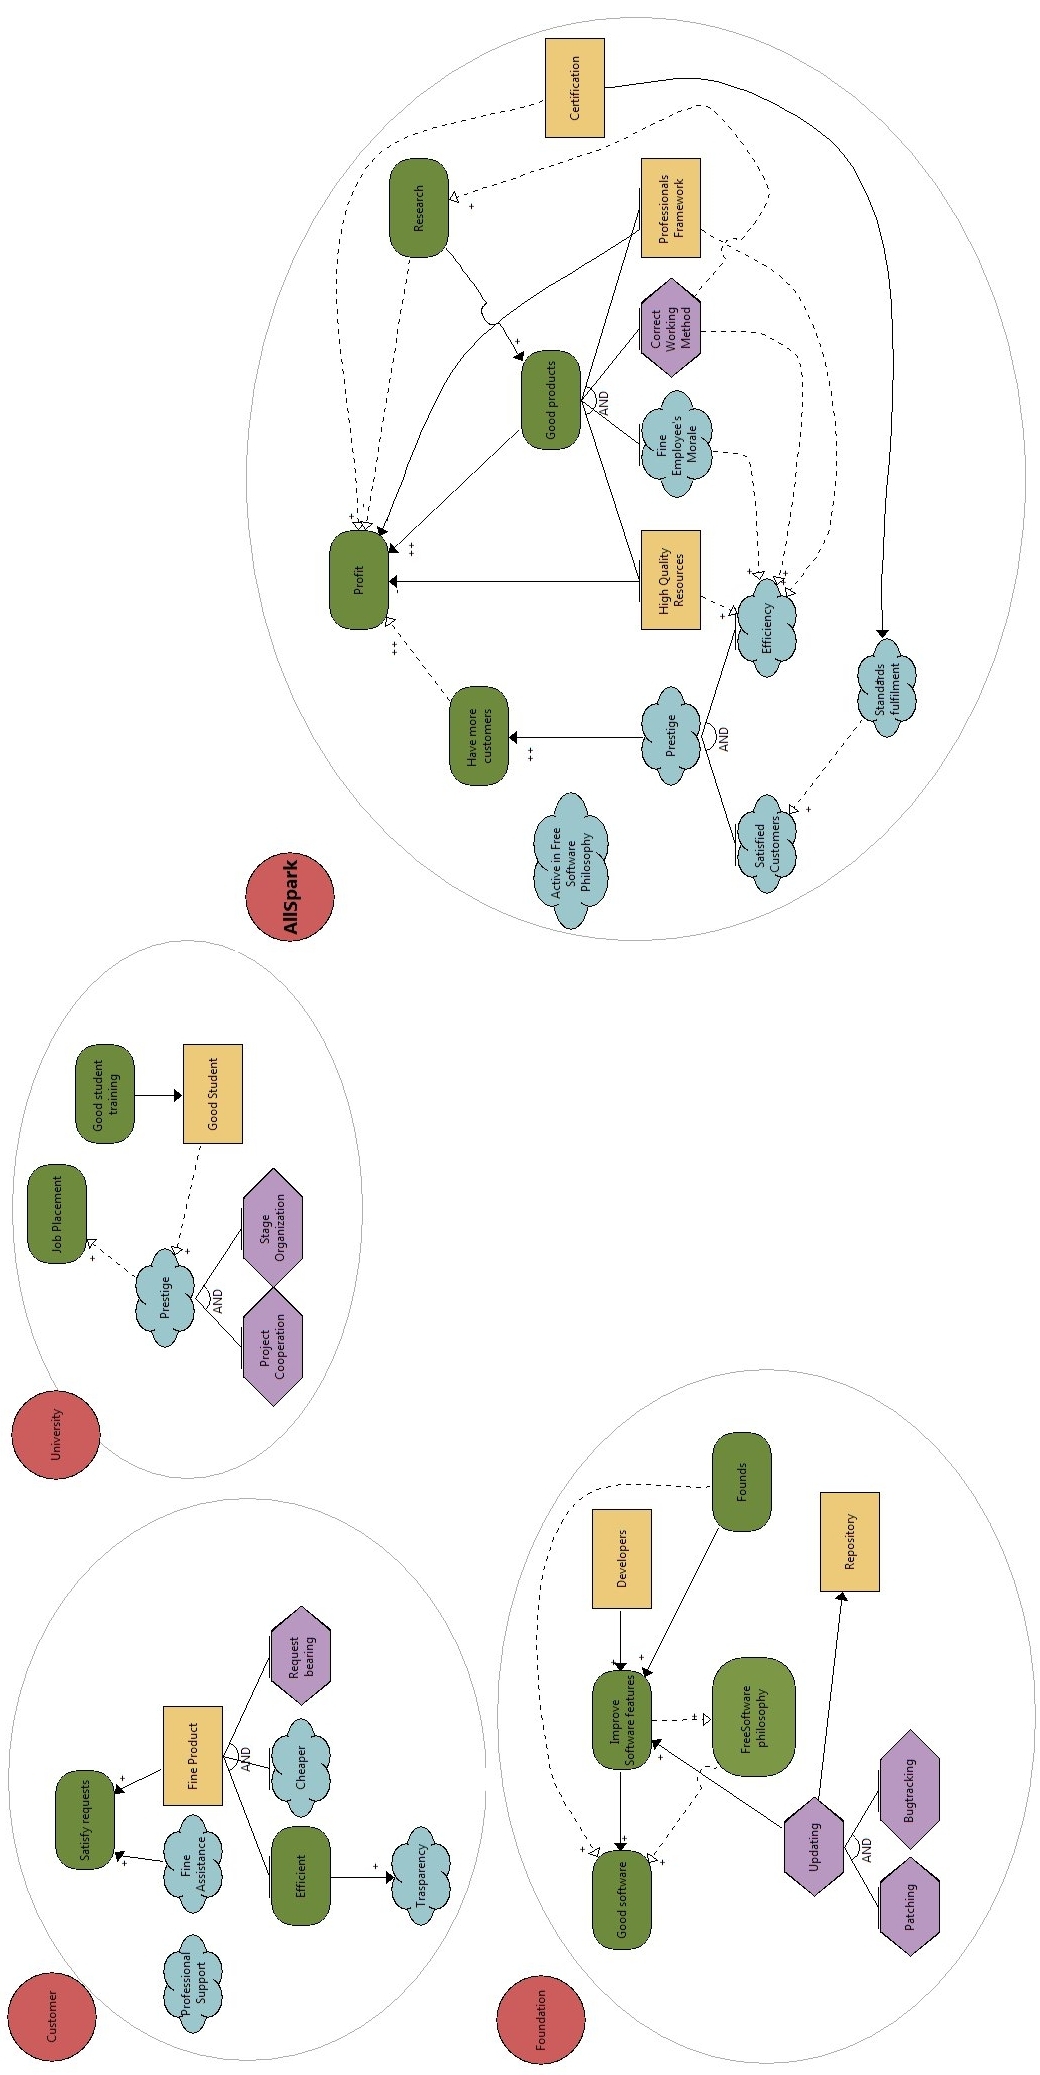 Certification
Research
Professionals
Framework
+
Correct
Working
Method
+
Good products
AND
Fine
Employee's
Morale
+
Profit
++
High Quality
Resources
+
+
+
+
Efficiency
++
Have more
customers
++
Prestige
AND
Standards
fulfilment
+
Satisfied
Customers
Active in Free
Software
Philosophy
AllSpark
Good student
training
Good Student
Job Placement
+
Prestige
+
AND
Stage
Organization
Project
Cooperation
University
Request
bearing
Fine Product
AND
Cheaper
+
Satisfy requests
+
Fine
Assistance
Efficient
+
Trasparency
Professional
Support
Customer
Founds
Developers
Repository
+
+
Improve
Software features
+
FreeSoftware
philosophy
+
+
+
+
Good software
Updating
AND
Bugtracking
Patching
Foundation